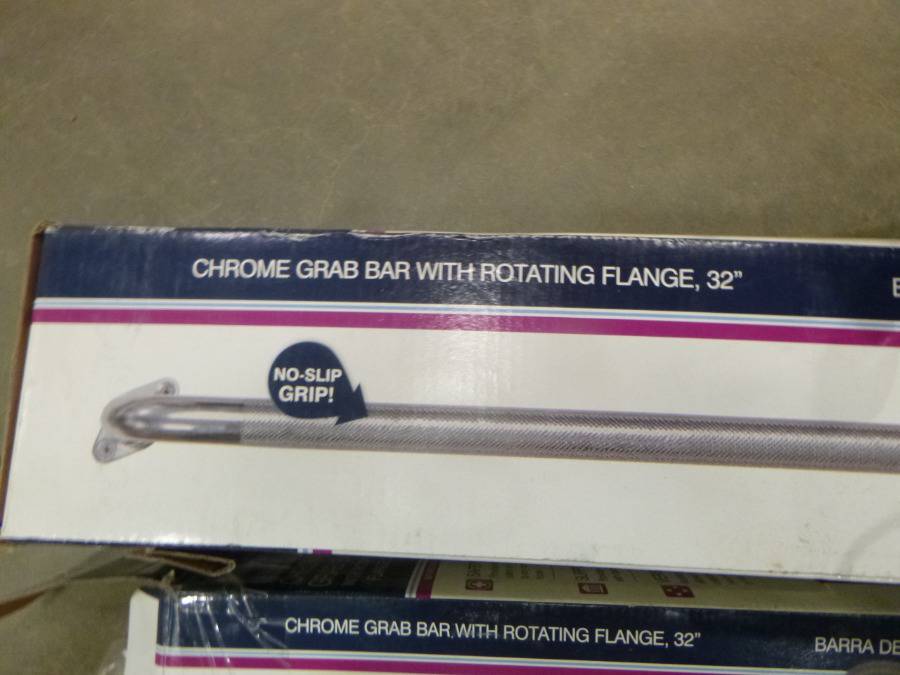 CHROME GRAB BAR WITH ROTATING FLANGE, 32”
NO-SLIP
GRIP!
CHROME GRAB BAR WITH ROTATING FLANGE, 32”
BARRA DE